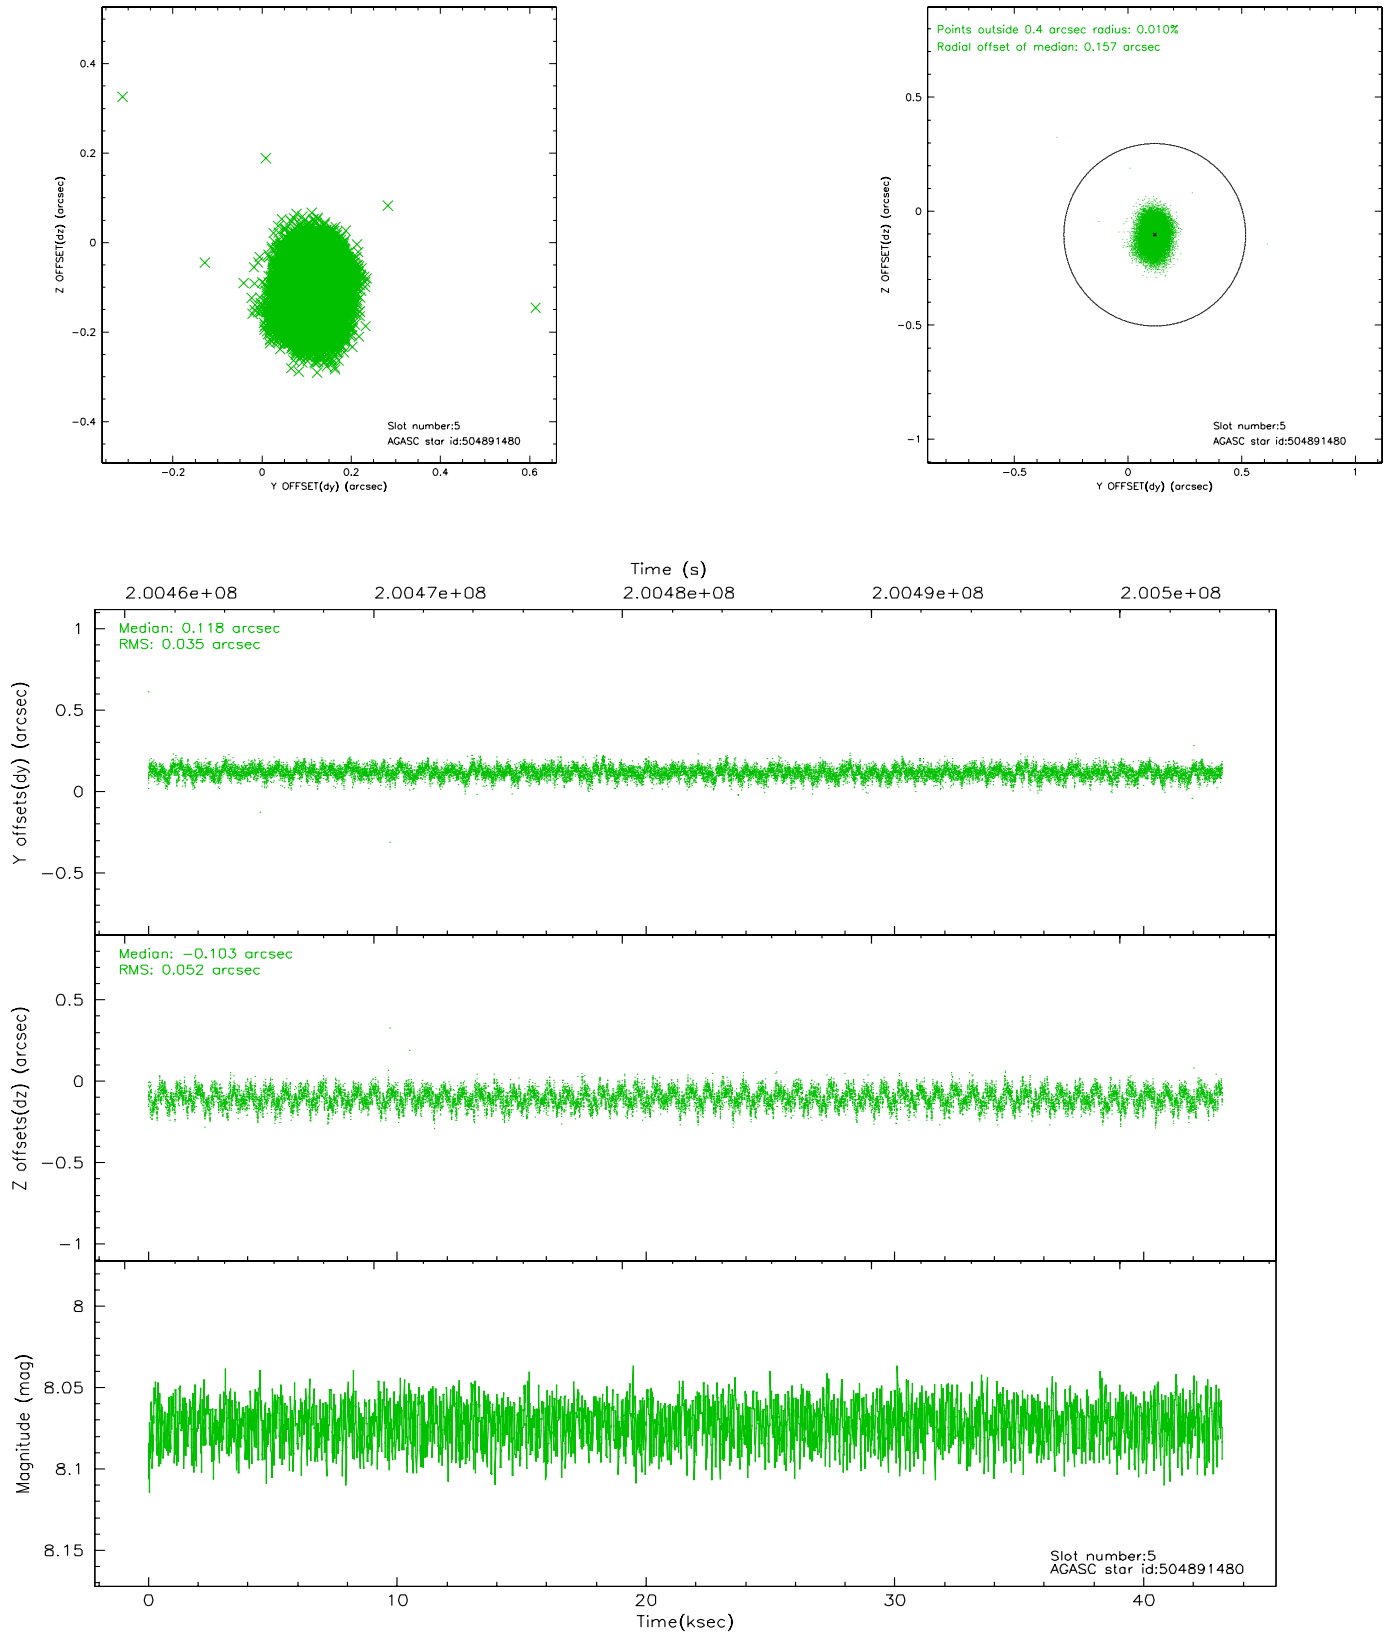 0.4
0.2
0
−0.2
−0.4
Z OFFSET(dz) (arcsec)
Slot number:5
AGASC star id:504891480
−0.2 0 0.2 0.4 0.6
Y OFFSET(dy) (arcsec)
Points outside 0.4 arcsec radius: 0.010%
Radial offset of median: 0.157 arcsec
0.5
0
−0.5
−1
Z OFFSET(dz) (arcsec)
Slot number:5
AGASC star id:504891480
−0.5 0 0.5 1
Y OFFSET(dy) (arcsec)
Time (s)
2.0046e+08 2.0047e+08 2.0048e+08 2.0049e+08 2.005e+08
Median: 0.118 arcsec
RMS: 0.035 arcsec
1
0.5
0
−0.5
Y offsets(dy) (arcsec)
Median: −0.103 arcsec
RMS: 0.052 arcsec
0.5
0
−0.5
−1
Z offsets(dz) (arcsec)
8
8.05
8.1
8.15
Magnitude (mag)
Slot number:5
AGASC star id:504891480
0 10 20 30 40
Time(ksec)